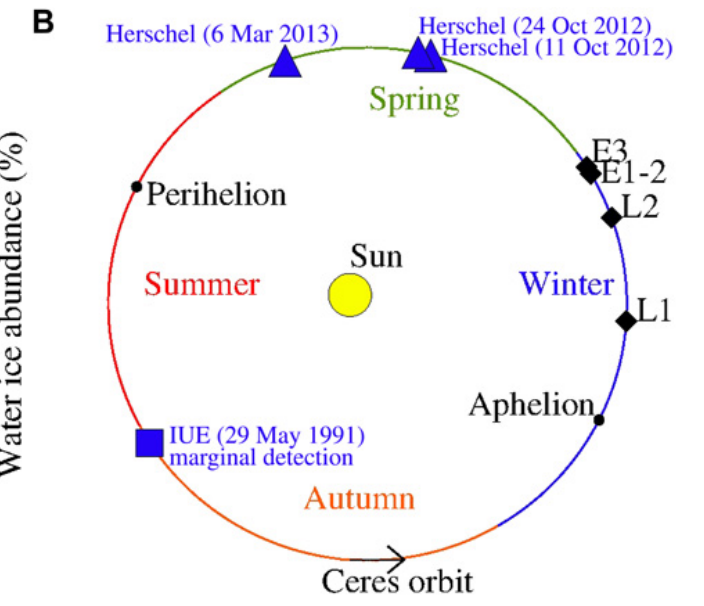 B
Herschel (6 Mar 2013)
Herschel (24 Oct 2012)
Herschel (11 Oct 2012)
Spring
E3
E1-2
Perihelion
L2
Sun
Summer
Winter
L1
Aphelion
IUE (29 May 1991)
marginal detection
Autumn
Ceres orbit
Water ice abundance (%)